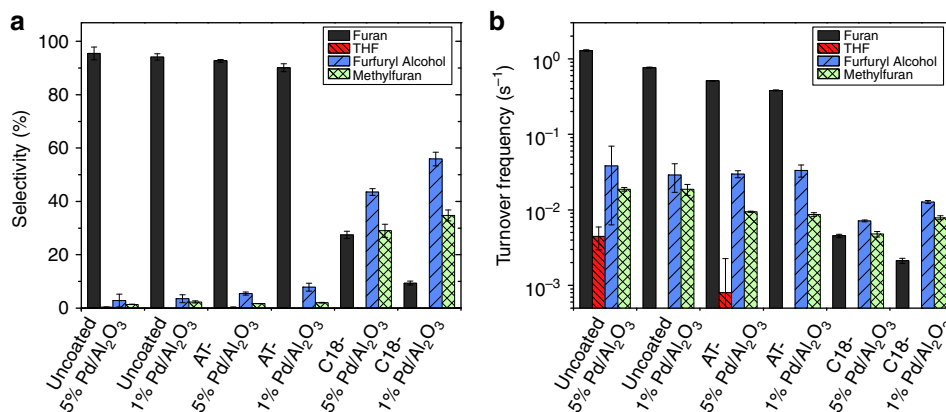 a
Selectivity (%)
100
80
60
40
20
0
Furan
THF
Furfuryl Alcohol
Methylfuran
Uncoated
5% Pd/Al₂O₃
Uncoated
1% Pd/Al₂O₃
AT-
5% Pd/Al₂O₃
AT-
1% Pd/Al₂O₃
C18-
5% Pd/Al₂O₃
C18-
1% Pd/Al₂O₃
b
Turnover frequency (s⁻¹)
10⁰
10⁻¹
10⁻²
10⁻³
Furan
THF
Furfuryl Alcohol
Methylfuran
Uncoated
5% Pd/Al₂O₃
Uncoated
1% Pd/Al₂O₃
AT-
5% Pd/Al₂O₃
AT-
1% Pd/Al₂O₃
C18-
5% Pd/Al₂O₃
C18-
1% Pd/Al₂O₃